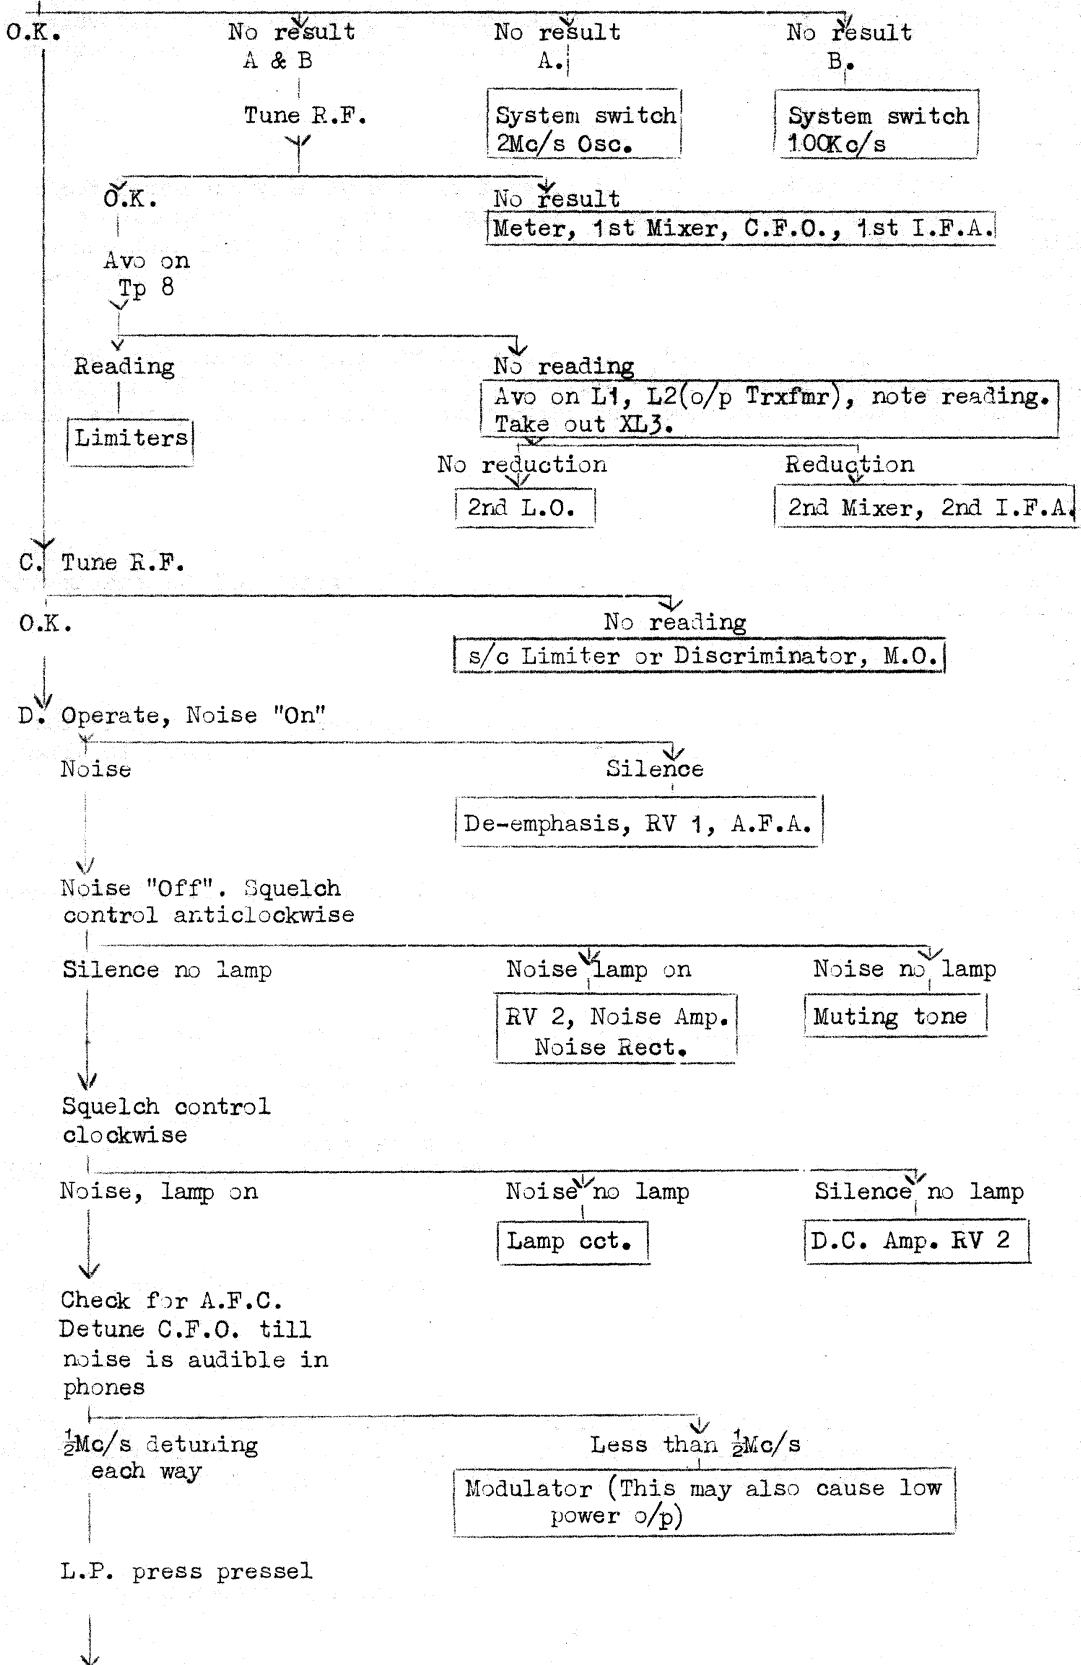 O.K. No result No result No result
A & B A. B.
Tune R.F. System switch System switch
2Mc/s Osc. 100Kc/s
O.K. No result
Meter, 1st Mixer, C.F.O., 1st I.F.A.
Avo on
Tp 8
Reading No reading
Avo on L1, L2(o/p Trxfmr), note reading.
Limiters Take out XL3.
No reduction Reduction
2nd L.O. 2nd Mixer, 2nd I.F.A.
C. Tune R.F.
O.K. No reading
s/c Limiter or Discriminator, M.O.
D. Operate, Noise "On"
Noise Silence
De-emphasis, RV 1, A.F.A.
Noise "Off". Squelch
control anticlockwise
Silence no lamp Noise lamp on Noise no lamp
RV 2, Noise Amp. Muting tone
Noise Rect.
Squelch control
clockwise
Noise, lamp on Noise no lamp Silence no lamp
Lamp cct. D.C. Amp. RV 2
Check for A.F.C.
Detune C.F.O. till
noise is audible in
phones
½Mc/s detuning Less than ½Mc/s
each way
Modulator (This may also cause low
power o/p)
L.P. press pressel